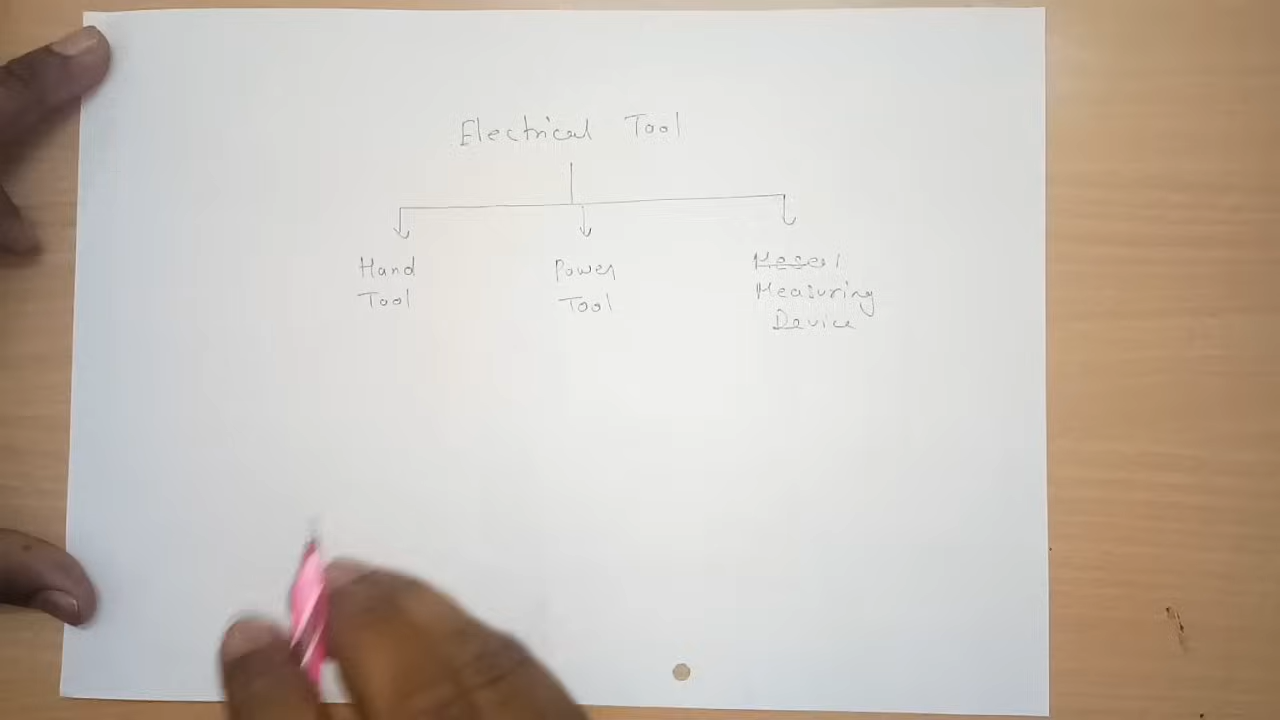 Electrical Tool
Hand
Tool
Power
Tool
Measuring
Device